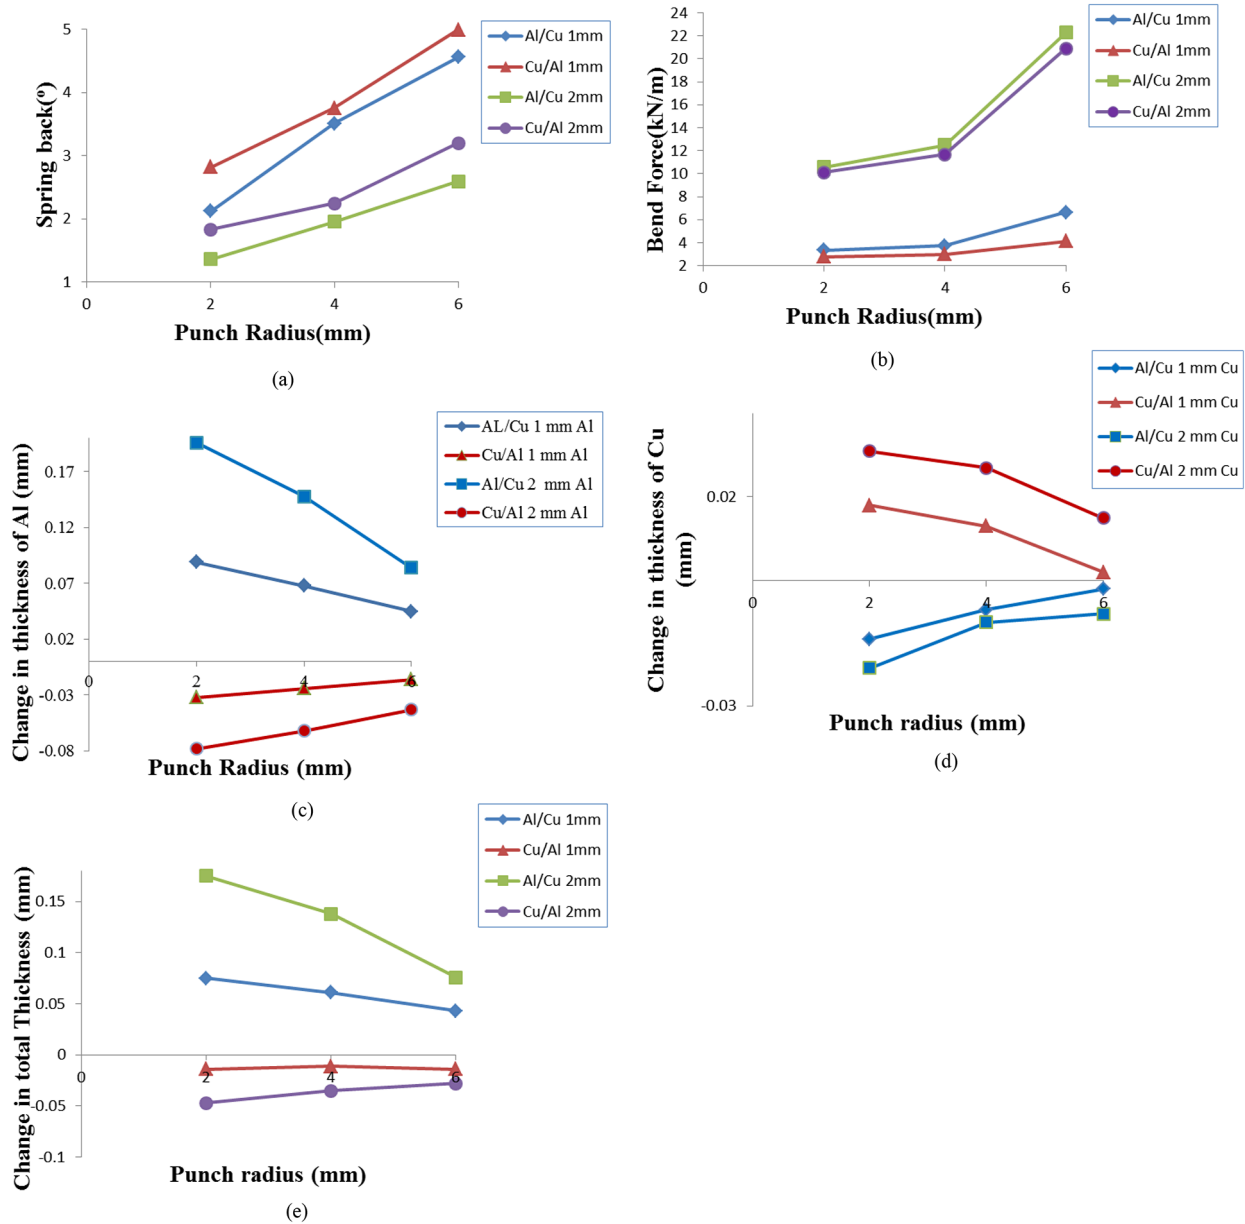 5
4
3
2
1
0
2
4
6
Spring back(º)
Punch Radius(mm)
Al/Cu 1mm
Cu/Al 1mm
Al/Cu 2mm
Cu/Al 2mm
(a)
24
22
20
18
16
14
12
10
8
6
4
2
0
2
4
6
Bend Force(kN/m)
Punch Radius(mm)
Al/Cu 1mm
Cu/Al 1mm
Al/Cu 2mm
Cu/Al 2mm
(b)
0.17
0.12
0.07
0.02
-0.03
-0.08
0
2
4
6
Change in thickness of Al (mm)
Punch Radius (mm)
AL/Cu 1 mm Al
Cu/Al 1 mm Al
Al/Cu 2 mm Al
Cu/Al 2 mm Al
(c)
0.02
-0.03
0
2
4
6
Change in thickness of Cu
(mm)
Punch radius (mm)
Al/Cu 1 mm Cu
Cu/Al 1 mm Cu
Al/Cu 2 mm Cu
Cu/Al 2 mm Cu
(d)
0.15
0.1
0.05
0
-0.05
-0.1
0
2
4
6
Change in total Thickness (mm)
Punch radius (mm)
Al/Cu 1mm
Cu/Al 1mm
Al/Cu 2mm
Cu/Al 2mm
(e)